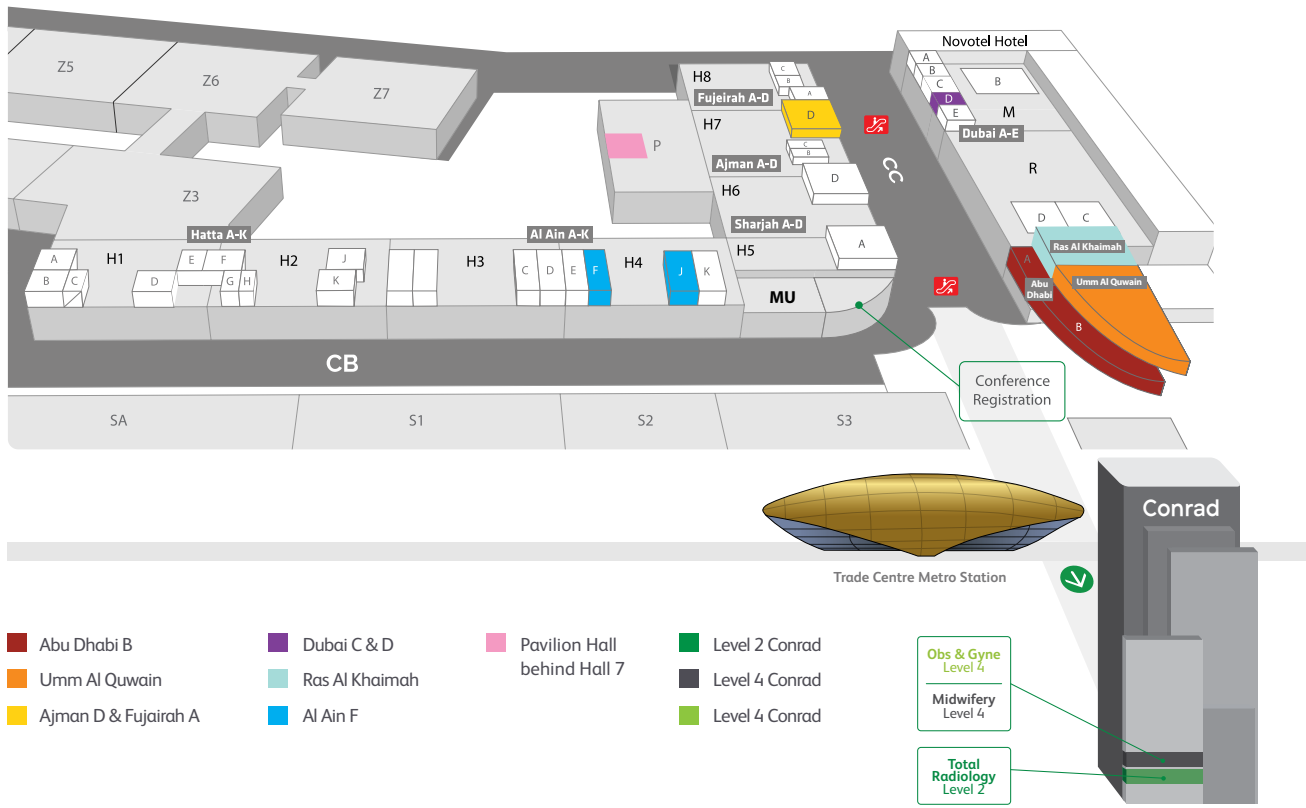 Novotel Hotel
Z5
Z6
Z7
Z3
H8
C
B
A
Fujeirah A-D
D
H7
C
B
Ajman A-D
D
P
H6
Sharjah A-D
A
H5
MU
CC
A
B
C
D
E
B
M
Dubai A-E
R
D
C
Ras Al Khaimah
A
Abu
Dhabi
Umm Al Quwain
B
Hatta A-K
A
B
C
H1
D
E
F
G
H
H2
J
K
H3
Al Ain A-K
C
D
E
F
H4
J
K
CB
Conference
Registration
SA
S1
S2
S3
Trade Centre Metro Station
Conrad
Abu Dhabi B
Umm Al Quwain
Ajman D & Fujairah A
Dubai C & D
Ras Al Khaimah
Al Ain F
Pavilion Hall
behind Hall 7
Level 2 Conrad
Level 4 Conrad
Level 4 Conrad
Obs & Gyne
Level 4
Midwifery
Level 4
Total
Radiology
Level 2